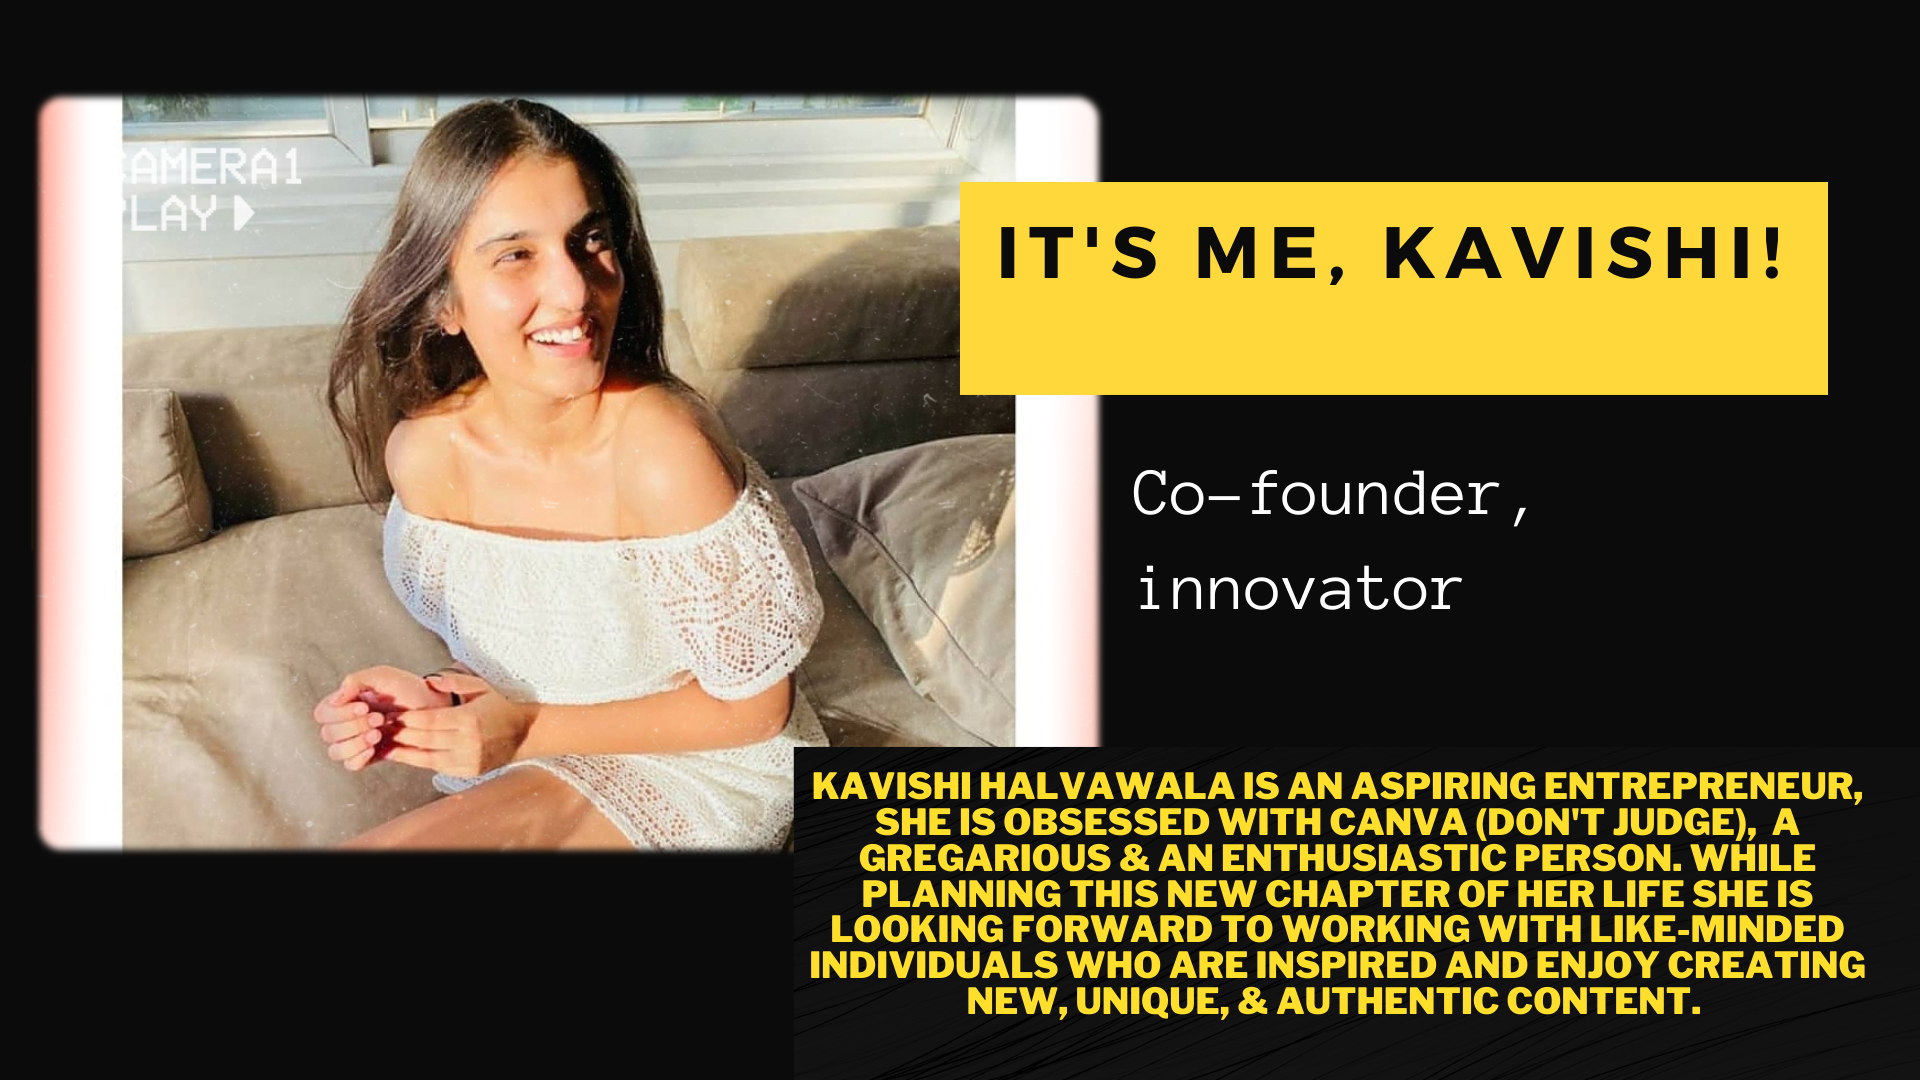 CAMERA1
PLAY
IT'S ME, KAVISHI!
Co-founder,
innovator
KAVISHI HALVAWALA IS AN ASPIRING ENTREPRENEUR,
SHE IS OBSESSED WITH CANVA (DON'T JUDGE), A
GREGARIOUS & AN ENTHUSIASTIC PERSON. WHILE
PLANNING THIS NEW CHAPTER OF HER LIFE SHE IS
LOOKING FORWARD TO WORKING WITH LIKE-MINDED
INDIVIDUALS WHO ARE INSPIRED AND ENJOY CREATING
NEW, UNIQUE, & AUTHENTIC CONTENT.